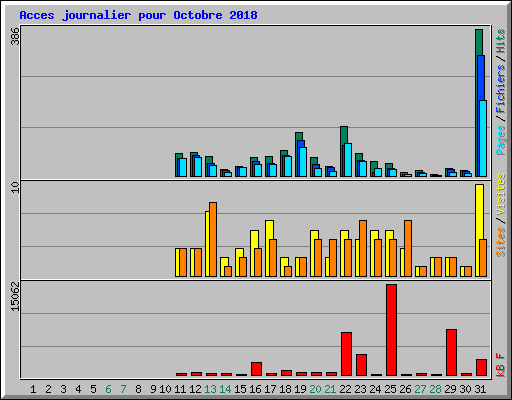 Acces journalier pour Octobre 2018
386
Pages/Fichiers/Hits
10
Sites/Visites
15062
kB F
1 2 3 4 5 6 7 8 9 10 11 12 13 14 15 16 17 18 19 20 21 22 23 24 25 26 27 28 29 30 31